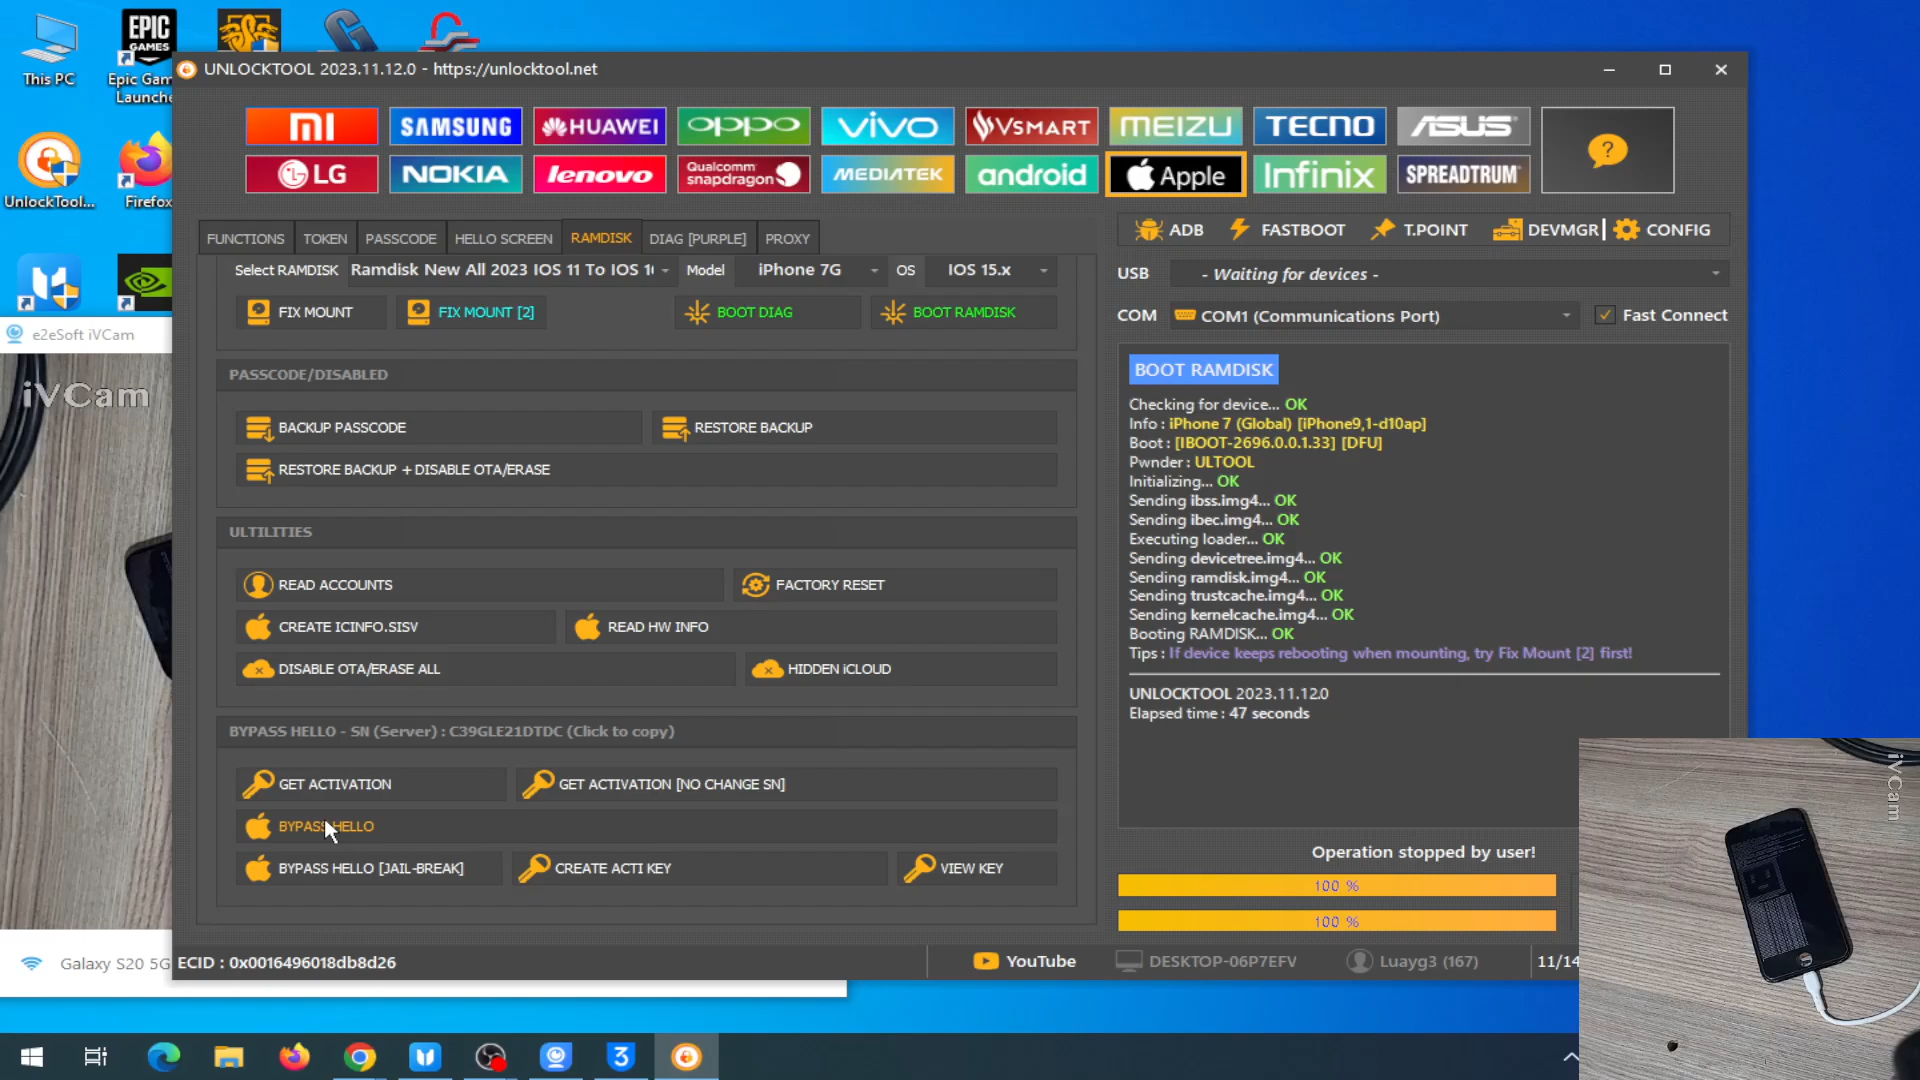 This PC
EPIC GAMES
Epic Gam
Launche
UnlockTool...
Firefox
e2eSoft iVCam
iVCam
Galaxy S20 5G
UNLOCKTOOL 2023.11.12.0 - https://unlocktool.net
MI SAMSUNG HUAWEI OPPO VIVO VSMART MEIZU TECNO ASUS ?
LG NOKIA lenovo Qualcomm snapdragon MEDIATEK android Apple Infinix SPREADTRUM
FUNCTIONS TOKEN PASSCODE HELLO SCREEN RAMDISK DIAG [PURPLE] PROXY
Select RAMDISK Ramdisk New All 2023 IOS 11 To IOS 1 Model iPhone 7G OS IOS 15.x
FIX MOUNT FIX MOUNT [2] BOOT DIAG BOOT RAMDISK
PASSCODE/DISABLED
BACKUP PASSCODE RESTORE BACKUP
RESTORE BACKUP + DISABLE OTA/ERASE
ULTILITIES
READ ACCOUNTS FACTORY RESET
CREATE ICINFO.SISV READ HW INFO
DISABLE OTA/ERASE ALL HIDDEN iCLOUD
BYPASS HELLO - SN (Server) : C39GLE21DTDC (Click to copy)
GET ACTIVATION GET ACTIVATION [NO CHANGE SN]
BYPASS HELLO
BYPASS HELLO [JAIL-BREAK] CREATE ACTI KEY VIEW KEY
ADB FASTBOOT T.POINT DEVMGR CONFIG
USB - Waiting for devices -
COM COM1 (Communications Port) Fast Connect
BOOT RAMDISK
Checking for device... OK
Info : iPhone 7 (Global) [iPhone9,1-d10ap]
Boot : [IBOOT-2696.0.0.1.33] [DFU]
Pwnder : ULTOOL
Initializing... OK
Sending ibss.img4... OK
Sending ibec.img4... OK
Executing loader... OK
Sending devicetree.img4... OK
Sending ramdisk.img4... OK
Sending trustcache.img4... OK
Sending kernelcache.img4... OK
Booting RAMDISK... OK
Tips : If device keeps rebooting when mounting, try Fix Mount [2] first!
UNLOCKTOOL 2023.11.12.0
Elapsed time : 47 seconds
Operation stopped by user!
100 %
100 %
ECID : 0x0016496018db8d26 YouTube DESKTOP-06P7EFV Luayg3 (167) 11/14
iVCam
3